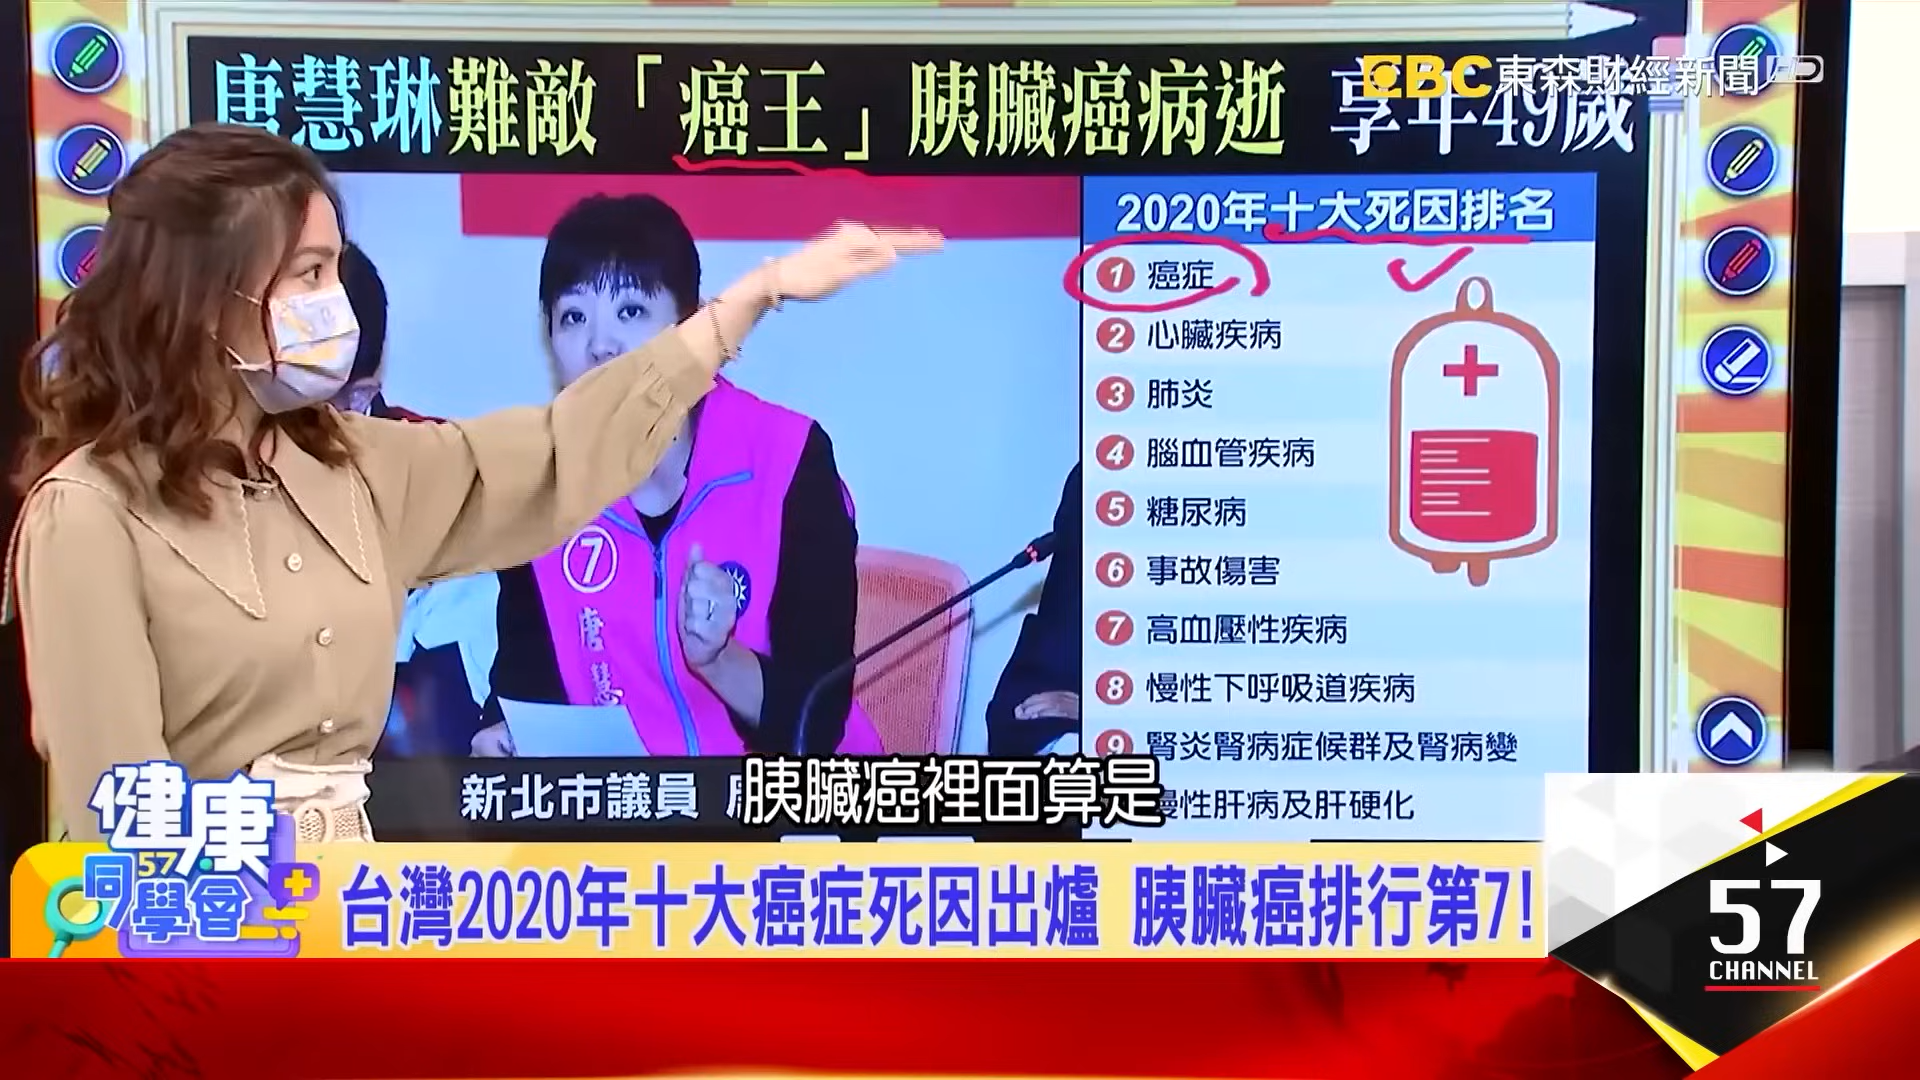 唐慧琳難敵「癌王」胰臟癌病逝 享年49歲
EBC東森財經新聞HD
2020年十大死因排名
1 癌症
2 心臟疾病
3 肺炎
4 腦血管疾病
5 糖尿病
6 事故傷害
7 高血壓性疾病
8 慢性下呼吸道疾病
9 腎炎腎病症候群及腎病變
慢性肝病及肝硬化
7
唐慧
新北市議員
胰臟癌裡面算是
健康
57同學會
台灣2020年十大癌症死因出爐 胰臟癌排行第7!
57
CHANNEL